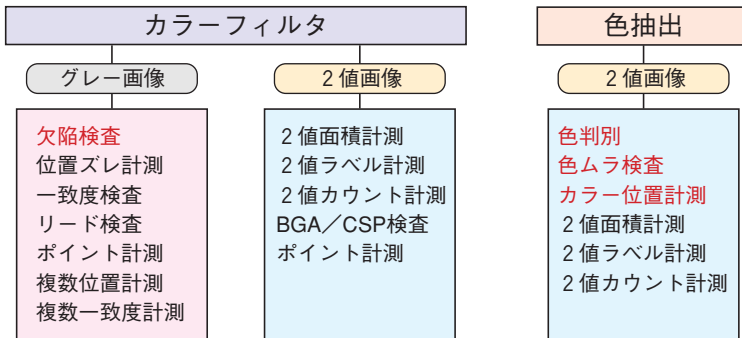 カラーフィルタ
グレー画像
欠陥検査
位置ズレ計測
一致度検査
リード検査
ポイント計測
複数位置計測
複数一致度計測
2値画像
2値面積計測
2値ラベル計測
2値カウント計測
BGA／CSP検査
ポイント計測
色抽出
2値画像
色判別
色ムラ検査
カラー位置計測
2値面積計測
2値ラベル計測
2値カウント計測